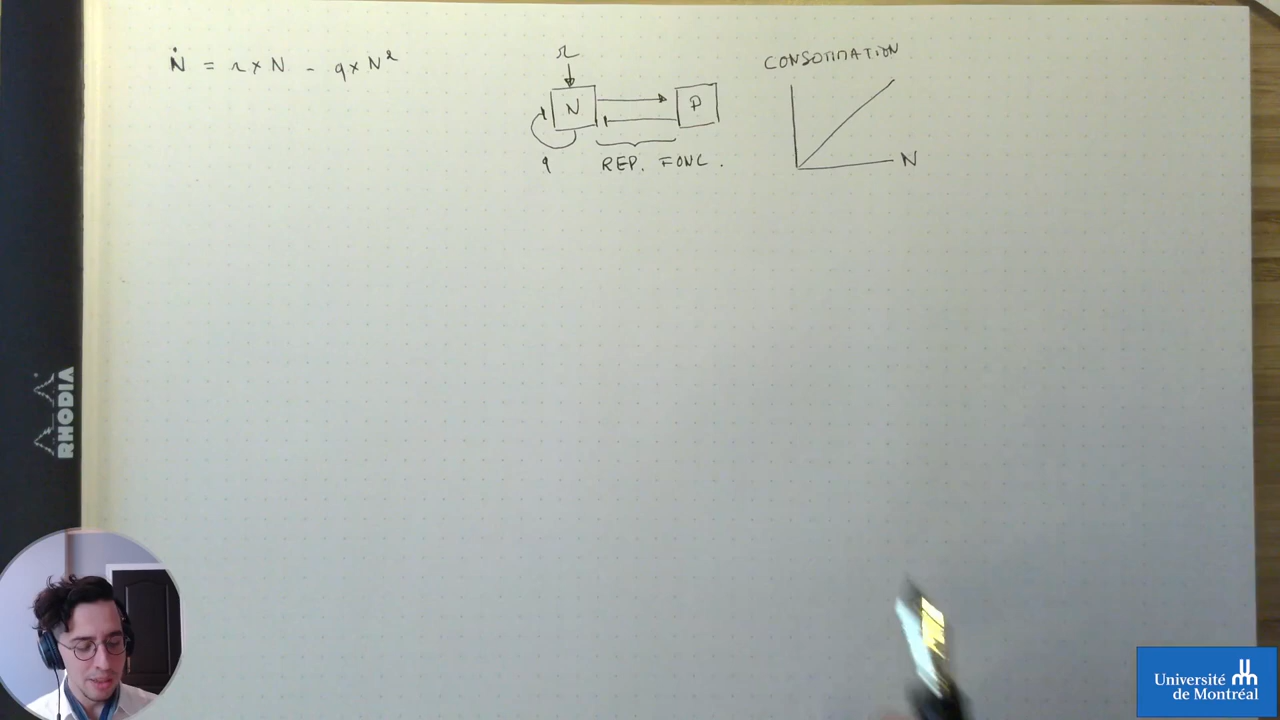 Ṅ = r × N - q × N²
r
N
P
q
REP. FONC.
CONSOMMATION
N
RHODIA
Université
de Montréal